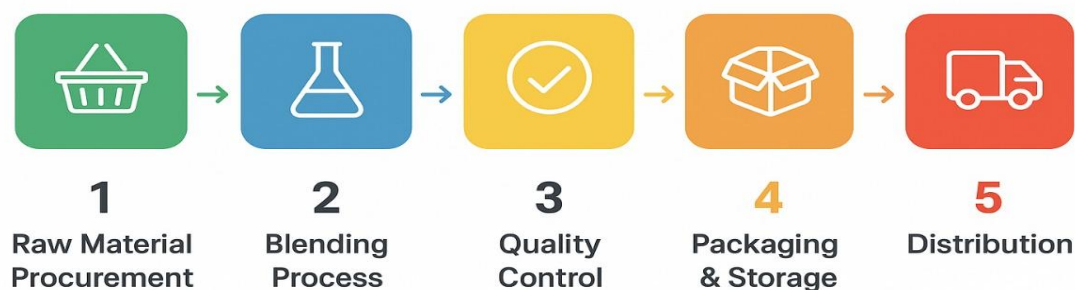 1
Raw Material
Procurement
2
Blending
Process
3
Quality
Control
4
Packaging
& Storage
5
Distribution